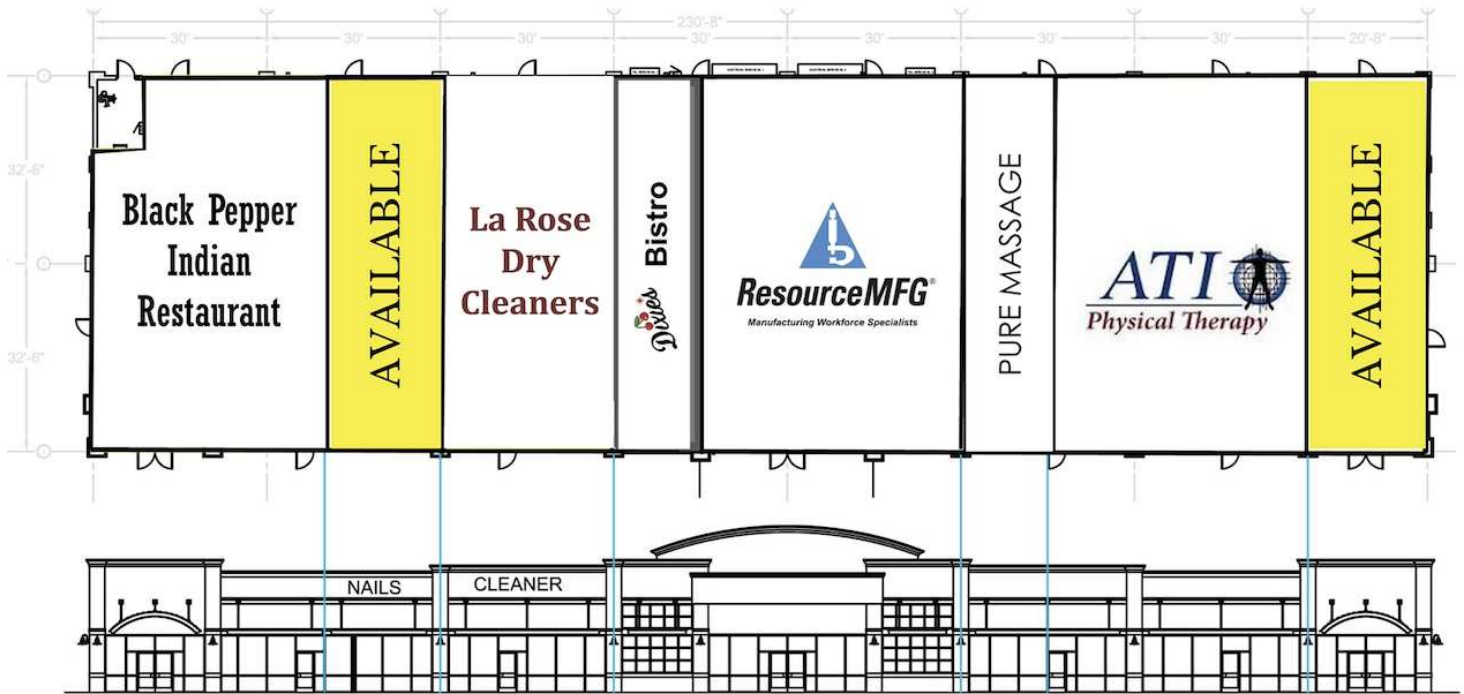 230'-8"
30'
30'
30'
30'
30'
30'
30'
20'-8"
32'-6"
32'-6"
Black Pepper
Indian
Restaurant
AVAILABLE
La Rose
Dry
Cleaners
Dixies Bistro
ResourceMFG®
Manufacturing Workforce Specialists
PURE MASSAGE
ATI
Physical Therapy
AVAILABLE
NAILS
CLEANER